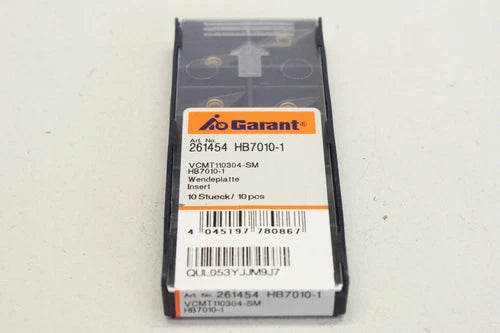 Garant®
Art. No.
261454 HB7010-1
VCMT110304-SM
HB7010-1
Wendeplatte
Insert
10 Stueck/ 10 pcs
4 045197 780867
QUL053YJJM9J7
Art. No. 261454 HB7010-1
VCMT110304-SM
HB7010-1